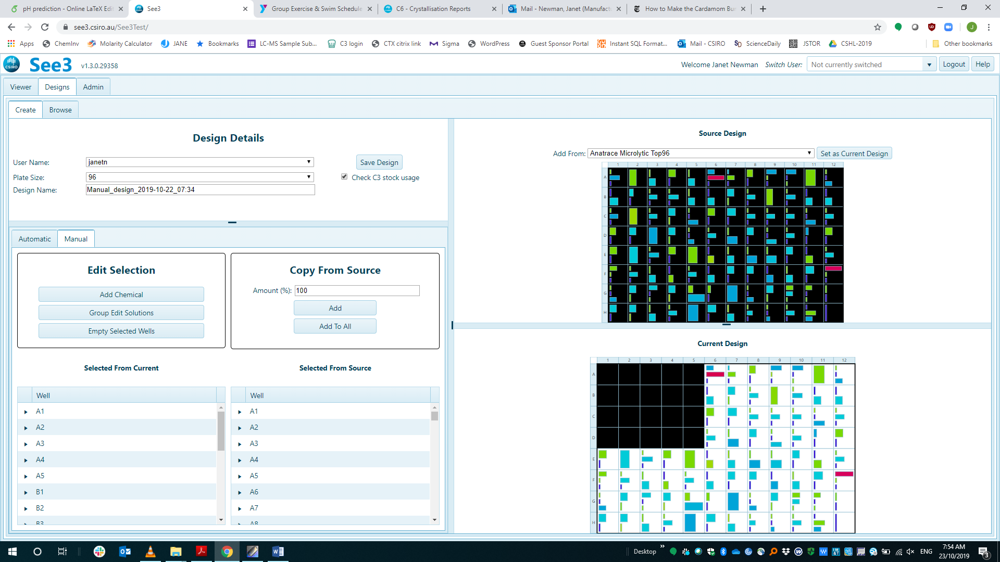 pH prediction - Online LaTeX Edit
See3
Group Exercise & Swim Schedule
C6 - Crystallisation Reports
Mail - Newman, Janet (Manufact
How to Make the Cardamom Bun
see3.csiro.au/See3Test/
Apps
ChemInv
Molarity Calculator
JANE
Bookmarks
LC-MS Sample Sub...
C3 login
CTX citrix link
Sigma
WordPress
Guest Sponsor Portal
Instant SQL Format...
Mail - CSIRO
ScienceDaily
JSTOR
CSHL-2019
Other bookmarks
CSIRO
See3 v1.3.0.29358
Welcome Janet Newman Switch User: Not currently switched Logout Help
Viewer Designs Admin
Create Browse
Design Details
User Name: janetn Save Design
Plate Size: 96 Check C3 stock usage
Design Name: Manual_design_2019-10-22_07:34
Automatic Manual
Edit Selection
Add Chemical
Group Edit Solutions
Empty Selected Wells
Copy From Source
Amount (%): 100
Add
Add To All
Selected From Current
Well
A1
A2
A3
A4
A5
B1
B2
B3
Selected From Source
Well
A1
A2
A3
A4
A5
A6
A7
A8
Source Design
Add From: Anatrace Microlytic Top96 Set as Current Design
1 2 3 4 5 6 7 8 9 10 11 12
A
B
C
D
E
F
G
H
Current Design
1 2 3 4 5 6 7 8 9 10 11 12
A
B
C
D
E
F
G
H
Desktop
ENG
7:54 AM
23/10/2019
3